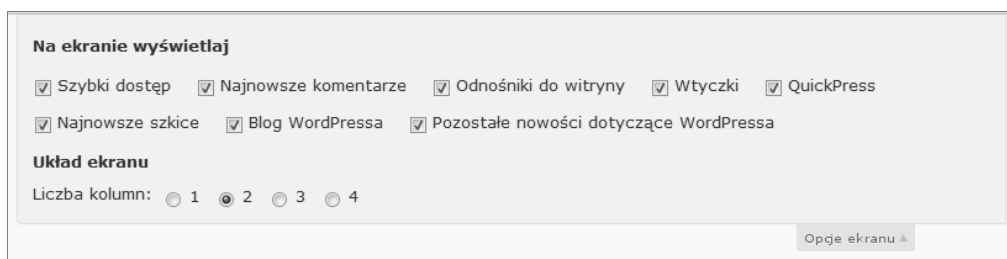 Na ekranie wyświetlaj
Szybki dostęp Najnowsze komentarze Odnośniki do witryny Wtyczki QuickPress
Najnowsze szkice Blog WordPressa Pozostałe nowości dotyczące WordPressa
Układ ekranu
Liczba kolumn: 1 2 3 4
Opcje ekranu